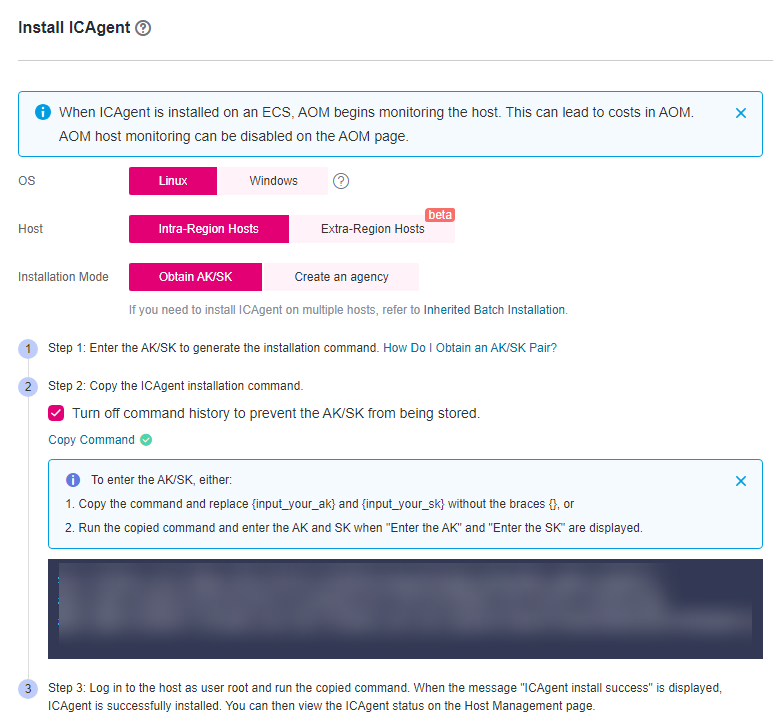 Install ICAgent ?
When ICAgent is installed on an ECS, AOM begins monitoring the host. This can lead to costs in AOM.
AOM host monitoring can be disabled on the AOM page.
OS Linux Windows ?
beta
Host Intra-Region Hosts Extra-Region Hosts
Installation Mode Obtain AK/SK Create an agency
If you need to install ICAgent on multiple hosts, refer to Inherited Batch Installation.
1 Step 1: Enter the AK/SK to generate the installation command. How Do I Obtain an AK/SK Pair?
2 Step 2: Copy the ICAgent installation command.
Turn off command history to prevent the AK/SK from being stored.
Copy Command
To enter the AK/SK, either:
1. Copy the command and replace {input_your_ak} and {input_your_sk} without the braces {}, or
2. Run the copied command and enter the AK and SK when "Enter the AK" and "Enter the SK" are displayed.
3 Step 3: Log in to the host as user root and run the copied command. When the message "ICAgent install success" is displayed,
ICAgent is successfully installed. You can then view the ICAgent status on the Host Management page.